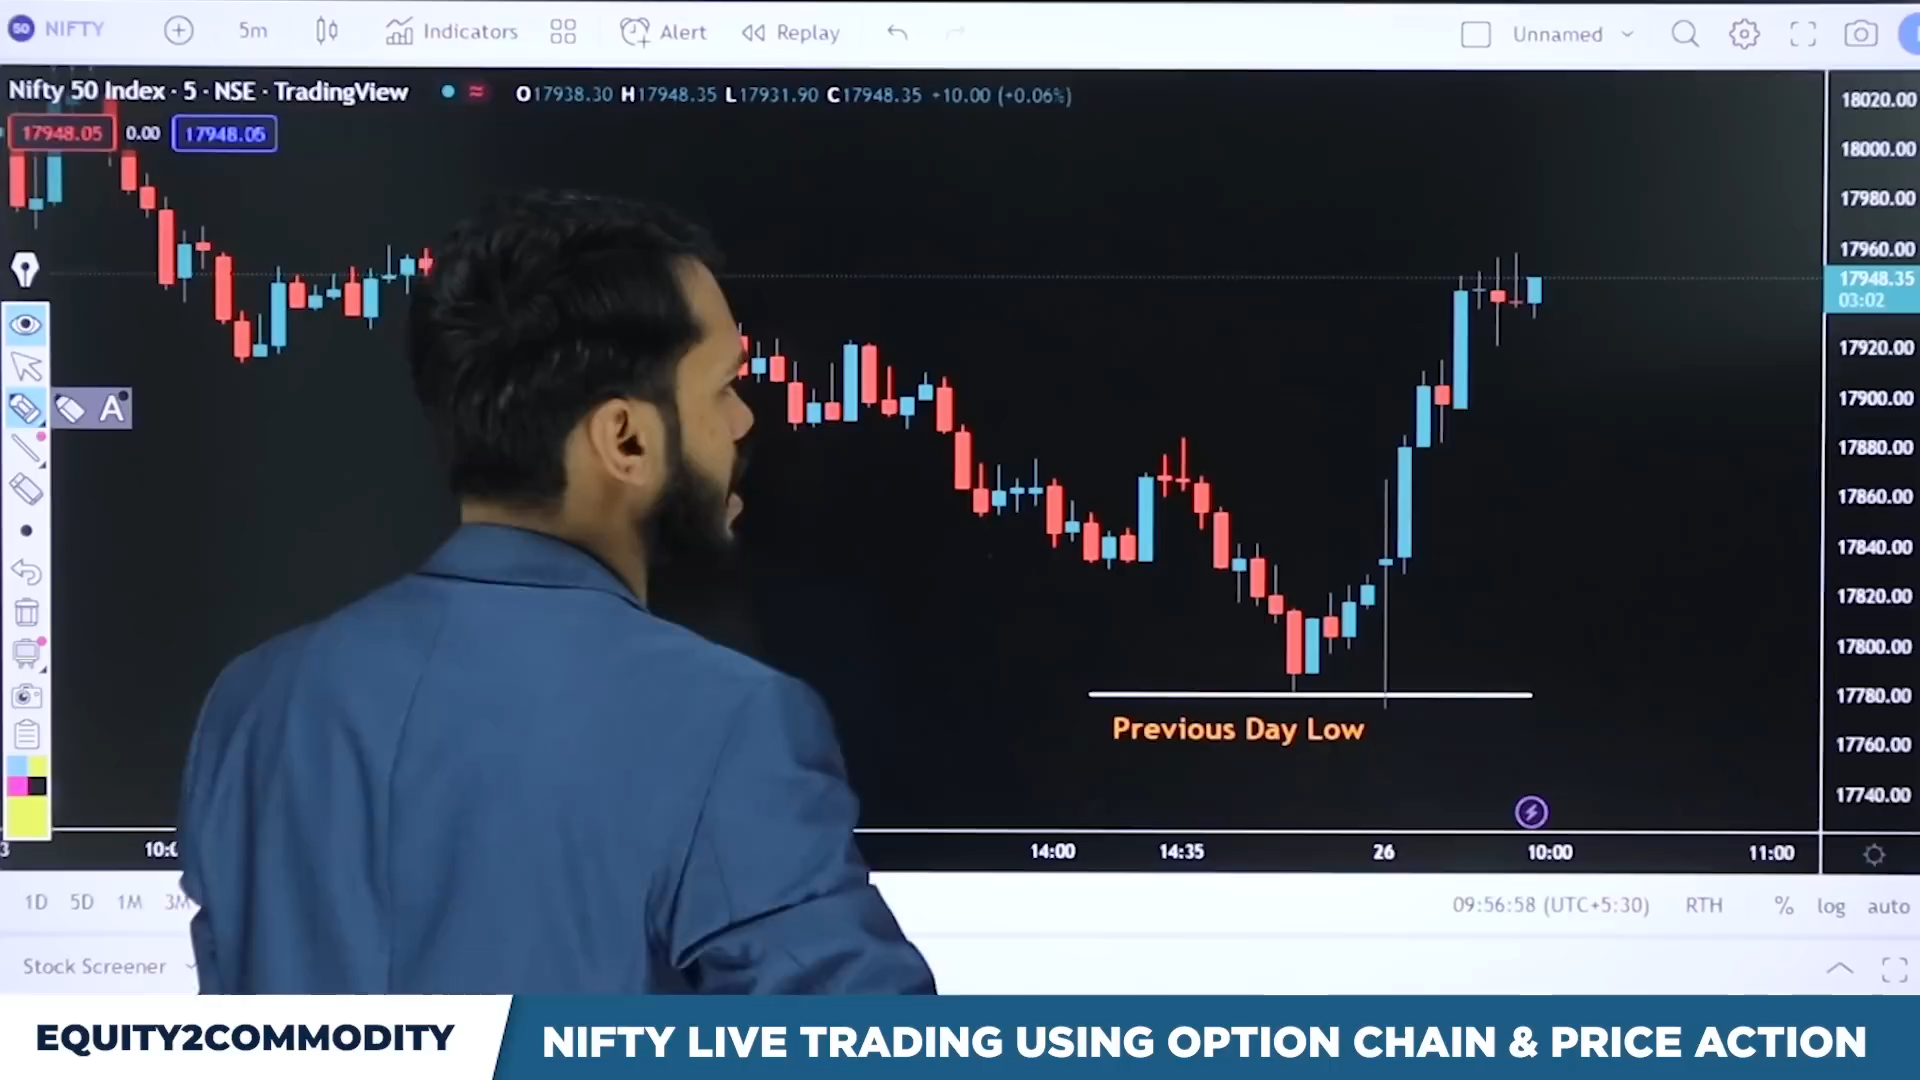 50 NIFTY 5m Indicators Alert Replay Unnamed
Nifty 50 Index · 5 · NSE · TradingView O17938.30 H17948.35 L17931.90 C17948.35 +10.00 (+0.06%)
17948.05 0.00 17948.05
18020.00
18000.00
17980.00
17960.00
17948.35
03:02
17920.00
17900.00
A
17880.00
17860.00
17840.00
17820.00
17800.00
17780.00
Previous Day Low
17760.00
17740.00
3 14:00 14:35 26 10:00 11:00
1D 5D 1M 3M 09:56:58 (UTC+5:30) RTH % log auto
Stock Screener
EQUITY2COMMODITY NIFTY LIVE TRADING USING OPTION CHAIN & PRICE ACTION